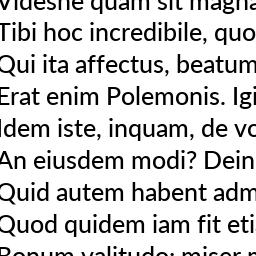 Videsne quam sit magna
Tibi hoc incredibile, quo
Qui ita affectus, beatum
Erat enim Polemonis. Igi
Idem iste, inquam, de vo
An eiusdem modi? Dein
Quid autem habent adm
Quod quidem iam fit eti
Bonum valitudo: miser